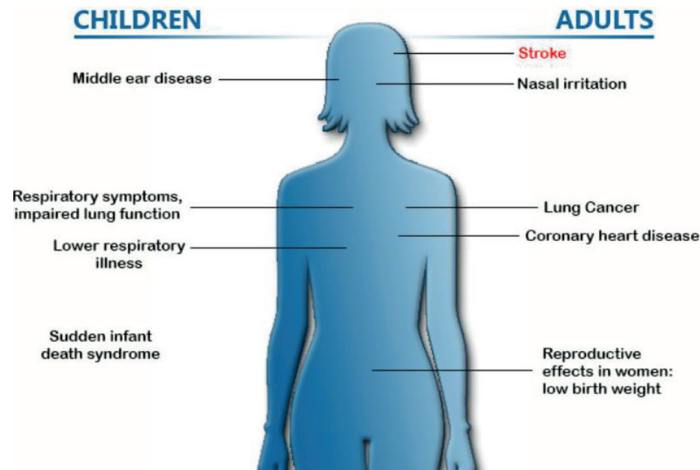 CHILDREN
ADULTS
Stroke
Middle ear disease
Nasal irritation
Respiratory symptoms,
impaired lung function
Lung Cancer
Coronary heart disease
Lower respiratory
illness
Sudden infant
death syndrome
Reproductive
effects in women:
low birth weight